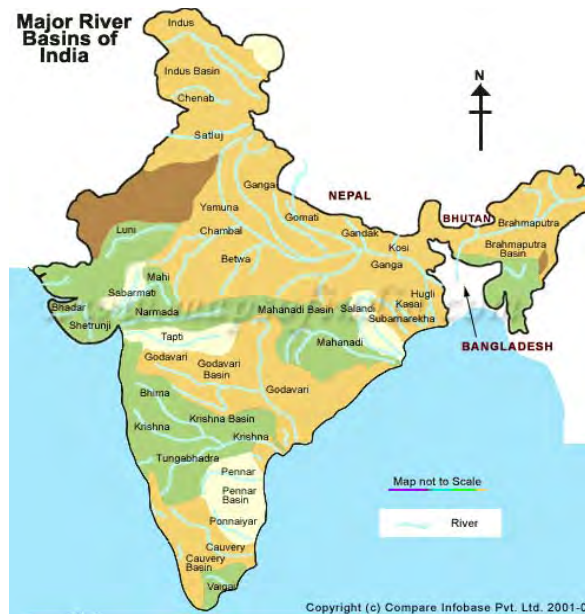 Major River
Basins of
India
Indus
Indus Basin
Chenab
Satluj
N
Ganga
NEPAL
Yamuna
Gomati
BHUTAN
Brahmaputra
Luni
Chambal
Gandak
Kosi
Brahmaputra
Basin
Betwa
Ganga
Mahi
Sabarmati
Hugli
Bhadar
Narmada
Mahanadi Basin
Salandi
Kasai
Shetrunji
Subarnarekha
Tapti
Mahanadi
BANGLADESH
Godavari
Godavari
Basin
Godavari
Bhima
Krishna Basin
Krishna
Krishna
Tungabhadra
Pennar
Map not to Scale
Pennar
Basin
Ponnaiyar
River
Cauvery
Cauvery
Basin
Vaigai
Copyright (c) Compare Infobase Pvt. Ltd. 2001-0